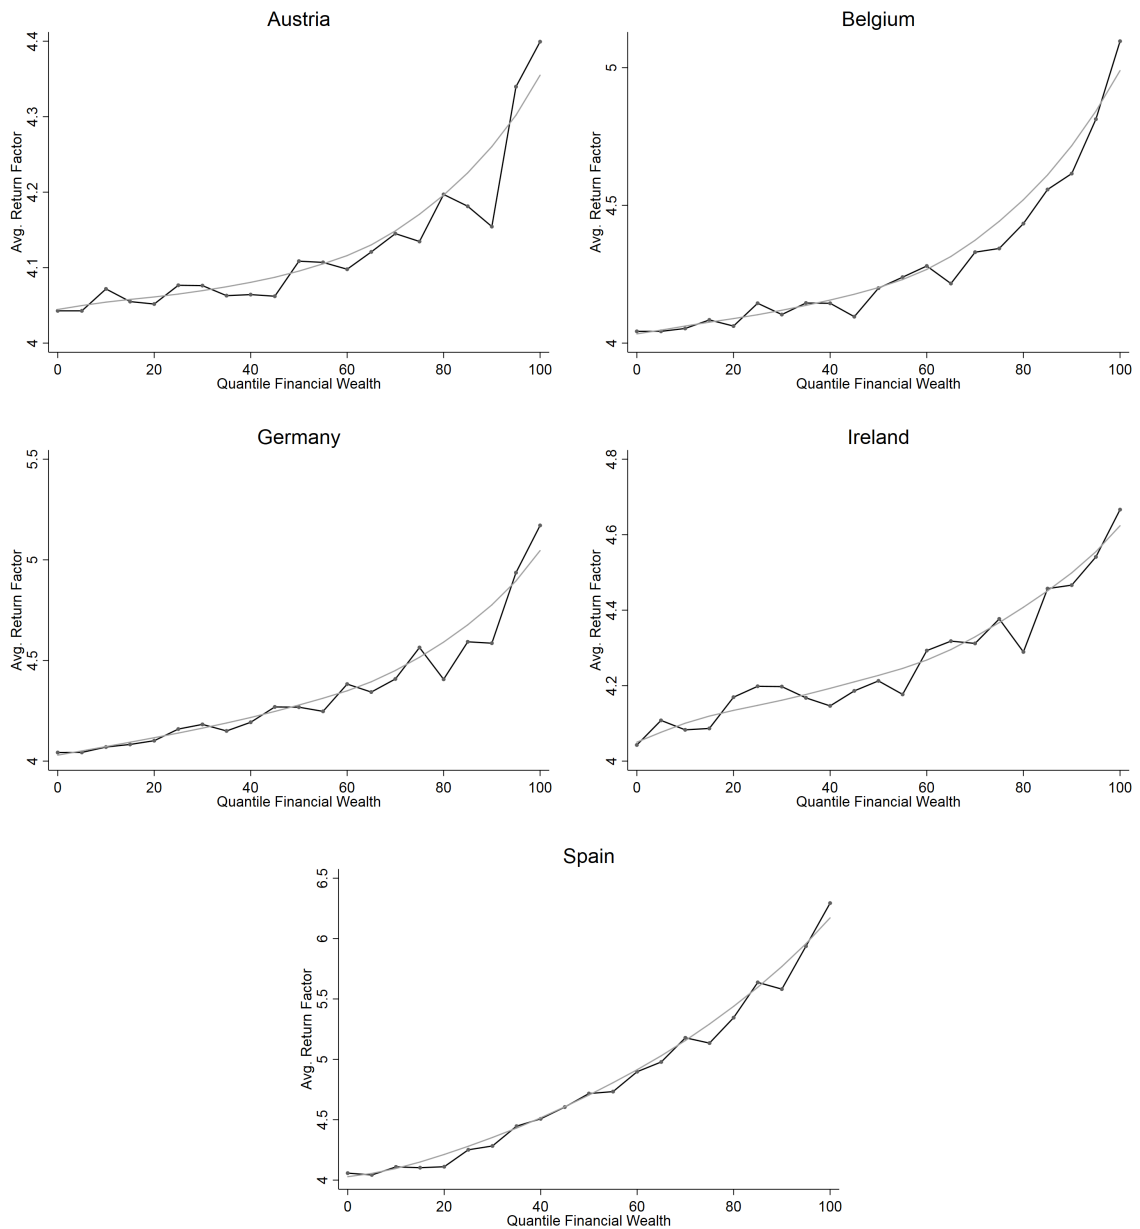 Austria
Avg. Return Factor
4.4
4.3
4.2
4.1
4
0 20 40 60 80 100
Quantile Financial Wealth
Belgium
Avg. Return Factor
5
4.5
4
0 20 40 60 80 100
Quantile Financial Wealth
Germany
Avg. Return Factor
5.5
5
4.5
4
0 20 40 60 80 100
Quantile Financial Wealth
Ireland
Avg. Return Factor
4.8
4.6
4.4
4.2
4
0 20 40 60 80 100
Quantile Financial Wealth
Spain
Avg. Return Factor
6.5
6
5.5
5
4.5
4
0 20 40 60 80 100
Quantile Financial Wealth